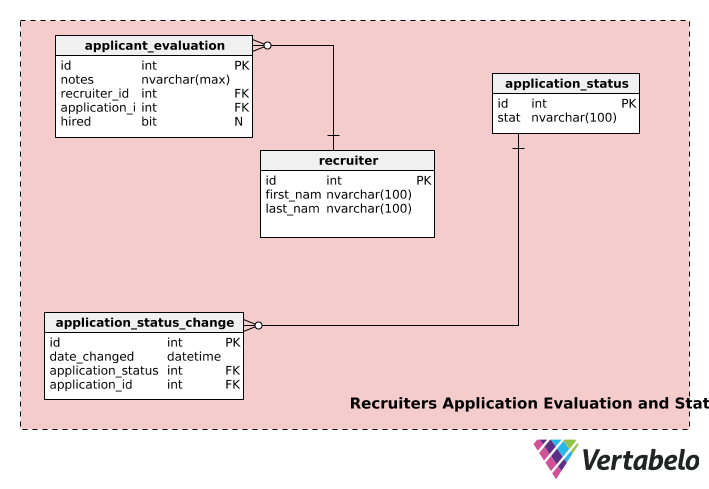 applicant_evaluation
id int PK
notes nvarchar(max)
recruiter_id int FK
application_i int FK
hired bit N
application_status
id int PK
stat nvarchar(100)
recruiter
id int PK
first_nam nvarchar(100)
last_nam nvarchar(100)
application_status_change
id int PK
date_changed datetime
application_status int FK
application_id int FK
Recruiters Application Evaluation and Stat
Vertabelo